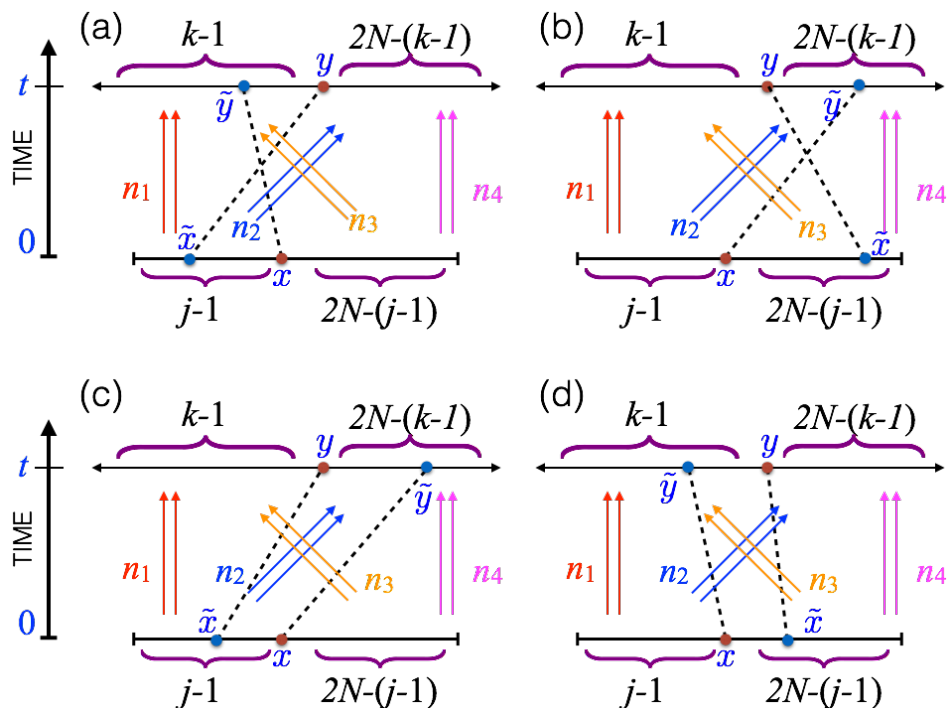 (a)
k-1
2N-(k-1)
y
t
ỹ
TIME
n1
n2
n3
n4
0
x̃
x
j-1
2N-(j-1)
(b)
k-1
2N-(k-1)
y
ỹ
n1
n2
n3
n4
x̃
x
j-1
2N-(j-1)
(c)
k-1
2N-(k-1)
y
t
ỹ
TIME
n1
n2
n3
n4
0
x̃
x
j-1
2N-(j-1)
(d)
k-1
2N-(k-1)
y
ỹ
n1
n2
n3
n4
x̃
x
j-1
2N-(j-1)